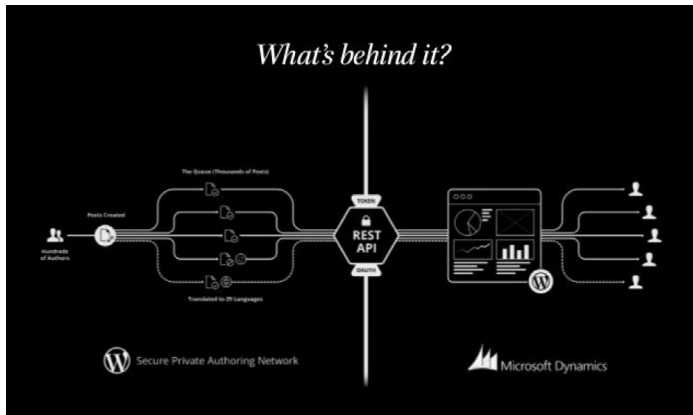 What's behind it?
The Queue (Thousands of Posts)
TOKEN
Posts Created
REST
API
Hundreds
of Authors
OAUTH
Translated to 29 Languages
Secure Private Authoring Network
Microsoft Dynamics